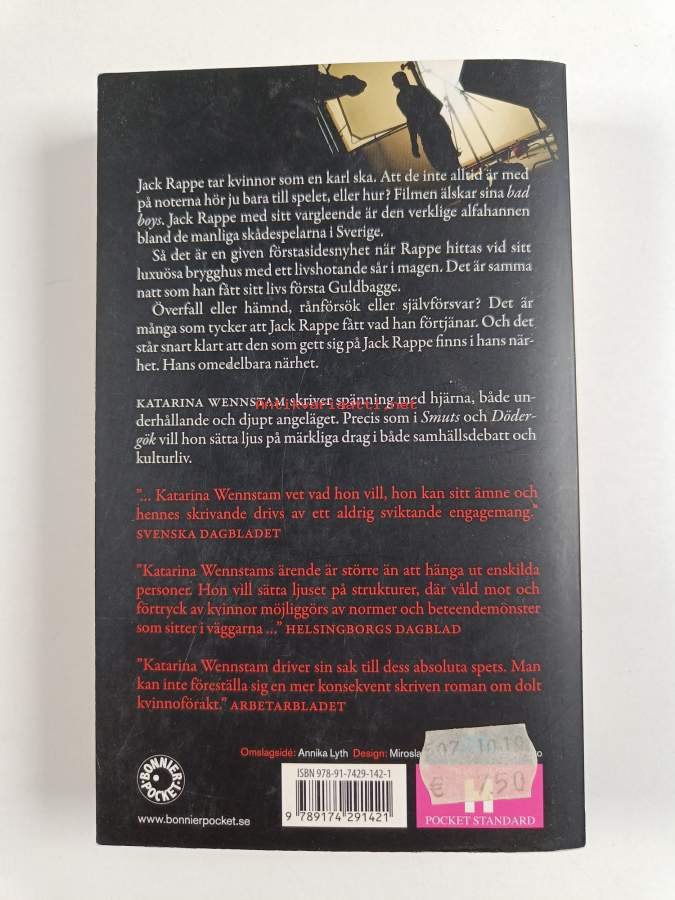 Jack Rappe tar kvinnor som en karl ska. Att de inte alltid är med
på noterna hör ju bara till spelet, eller hur? Filmen älskar sina bad
boys. Jack Rappe med sitt vargleende är den verklige alfahannen
bland de manliga skådespelarna i Sverige.
Så det är en given förstasidesnyhet när Rappe hittas vid sitt
luxuösa brygghus med ett livshotande sår i magen. Det är samma
natt som han fått sitt livs första Guldbagge.
Överfall eller hämnd, rånförsök eller självförsvar? Det är
många som tycker att Jack Rappe fått vad han förtjänar. Och det
står snart klart att den som gett sig på Jack Rappe finns i hans när-
het. Hans omedelbara närhet.
KATARINA WENNSTAM skriver spänning med hjärna, både un-
Antikvariaatti.net
derhållande och djupt angeläget. Precis som i Smuts och Döder-
gök vill hon sätta ljus på märkliga drag i både samhällsdebatt och
kulturliv.
"... Katarina Wennstam vet vad hon vill, hon kan sitt ämne och
hennes skrivande drivs av ett aldrig sviktande engagemang."
SVENSKA DAGBLADET
"Katarina Wennstams ärende är större än att hänga ut enskilda
personer. Hon vill sätta ljuset på strukturer, där våld mot och
förtryck av kvinnor möjliggörs av normer och beteendemönster
som sitter i väggarna ..." HELSINGBORGS DAGBLAD
"Katarina Wennstam driver sin sak till dess absoluta spets. Man
kan inte föreställa sig en mer konsekvent skriven roman om dolt
kvinnoförakt." ARBETARBLADET
Omslagsidé: Annika Lyth Design: Mirosla
07 10 19
€ 750
BONNIER POCKET
www.bonnierpocket.se
ISBN 978-91-7429-142-1
9 789174 291421
POCKET STANDARD